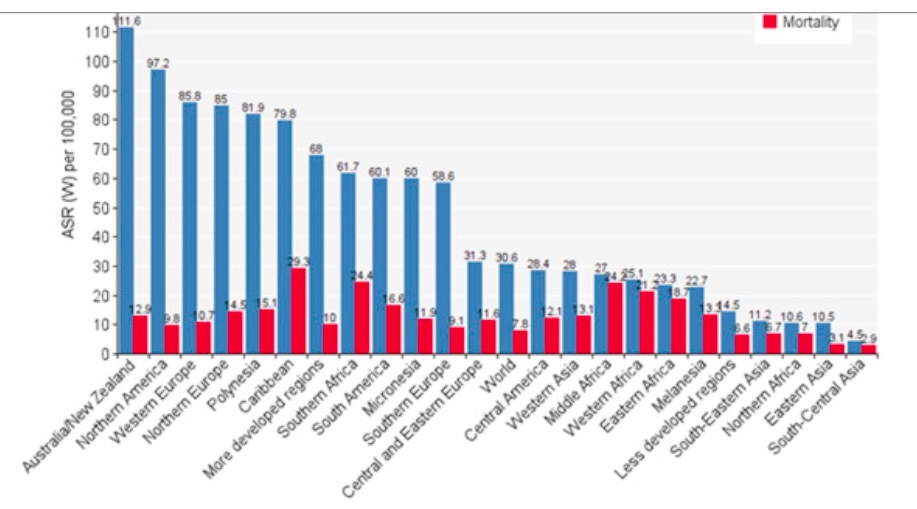 Mortality
ASR (W) per 100,000
110
100
90
80
70
60
50
40
30
20
10
0
111.6
12.9
97.2
9.8
85.8
10.7
85
14.5
81.9
15.1
79.8
29.3
68
10
61.7
24.4
60.1
16.6
60
11.9
58.6
9.1
31.3
11.6
30.6
7.8
28.4
12.1
28
13.1
27
24.2
25.1
21.2
23.3
18.7
22.7
14.5
6.6
11.2
6.7
10.6
7
10.5
3.1
4.5
2.9
Australia/New Zealand
Northern America
Western Europe
Northern Europe
Polynesia
Caribbean
More developed regions
Southern Africa
South America
Micronesia
Southern Europe
Central and Eastern Europe
World
Central America
Western Asia
Middle Africa
Western Africa
Eastern Africa
Melanesia
Less developed regions
South-Eastern Asia
Northern Africa
Eastern Asia
South-Central Asia